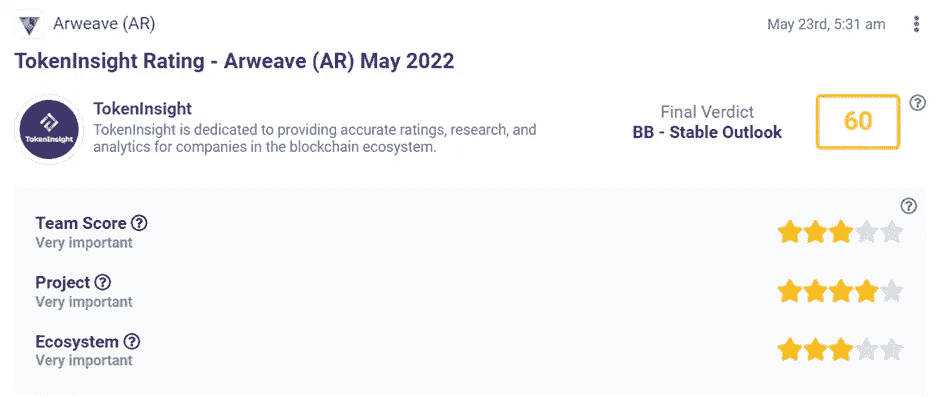 Arweave (AR)
May 23rd, 5:31 am
TokenInsight Rating - Arweave (AR) May 2022
TokenInsight
TokenInsight
TokenInsight is dedicated to providing accurate ratings, research, and
analytics for companies in the blockchain ecosystem.
Final Verdict
BB - Stable Outlook
60
?
?
Team Score ?
Very important
Project ?
Very important
Ecosystem ?
Very important